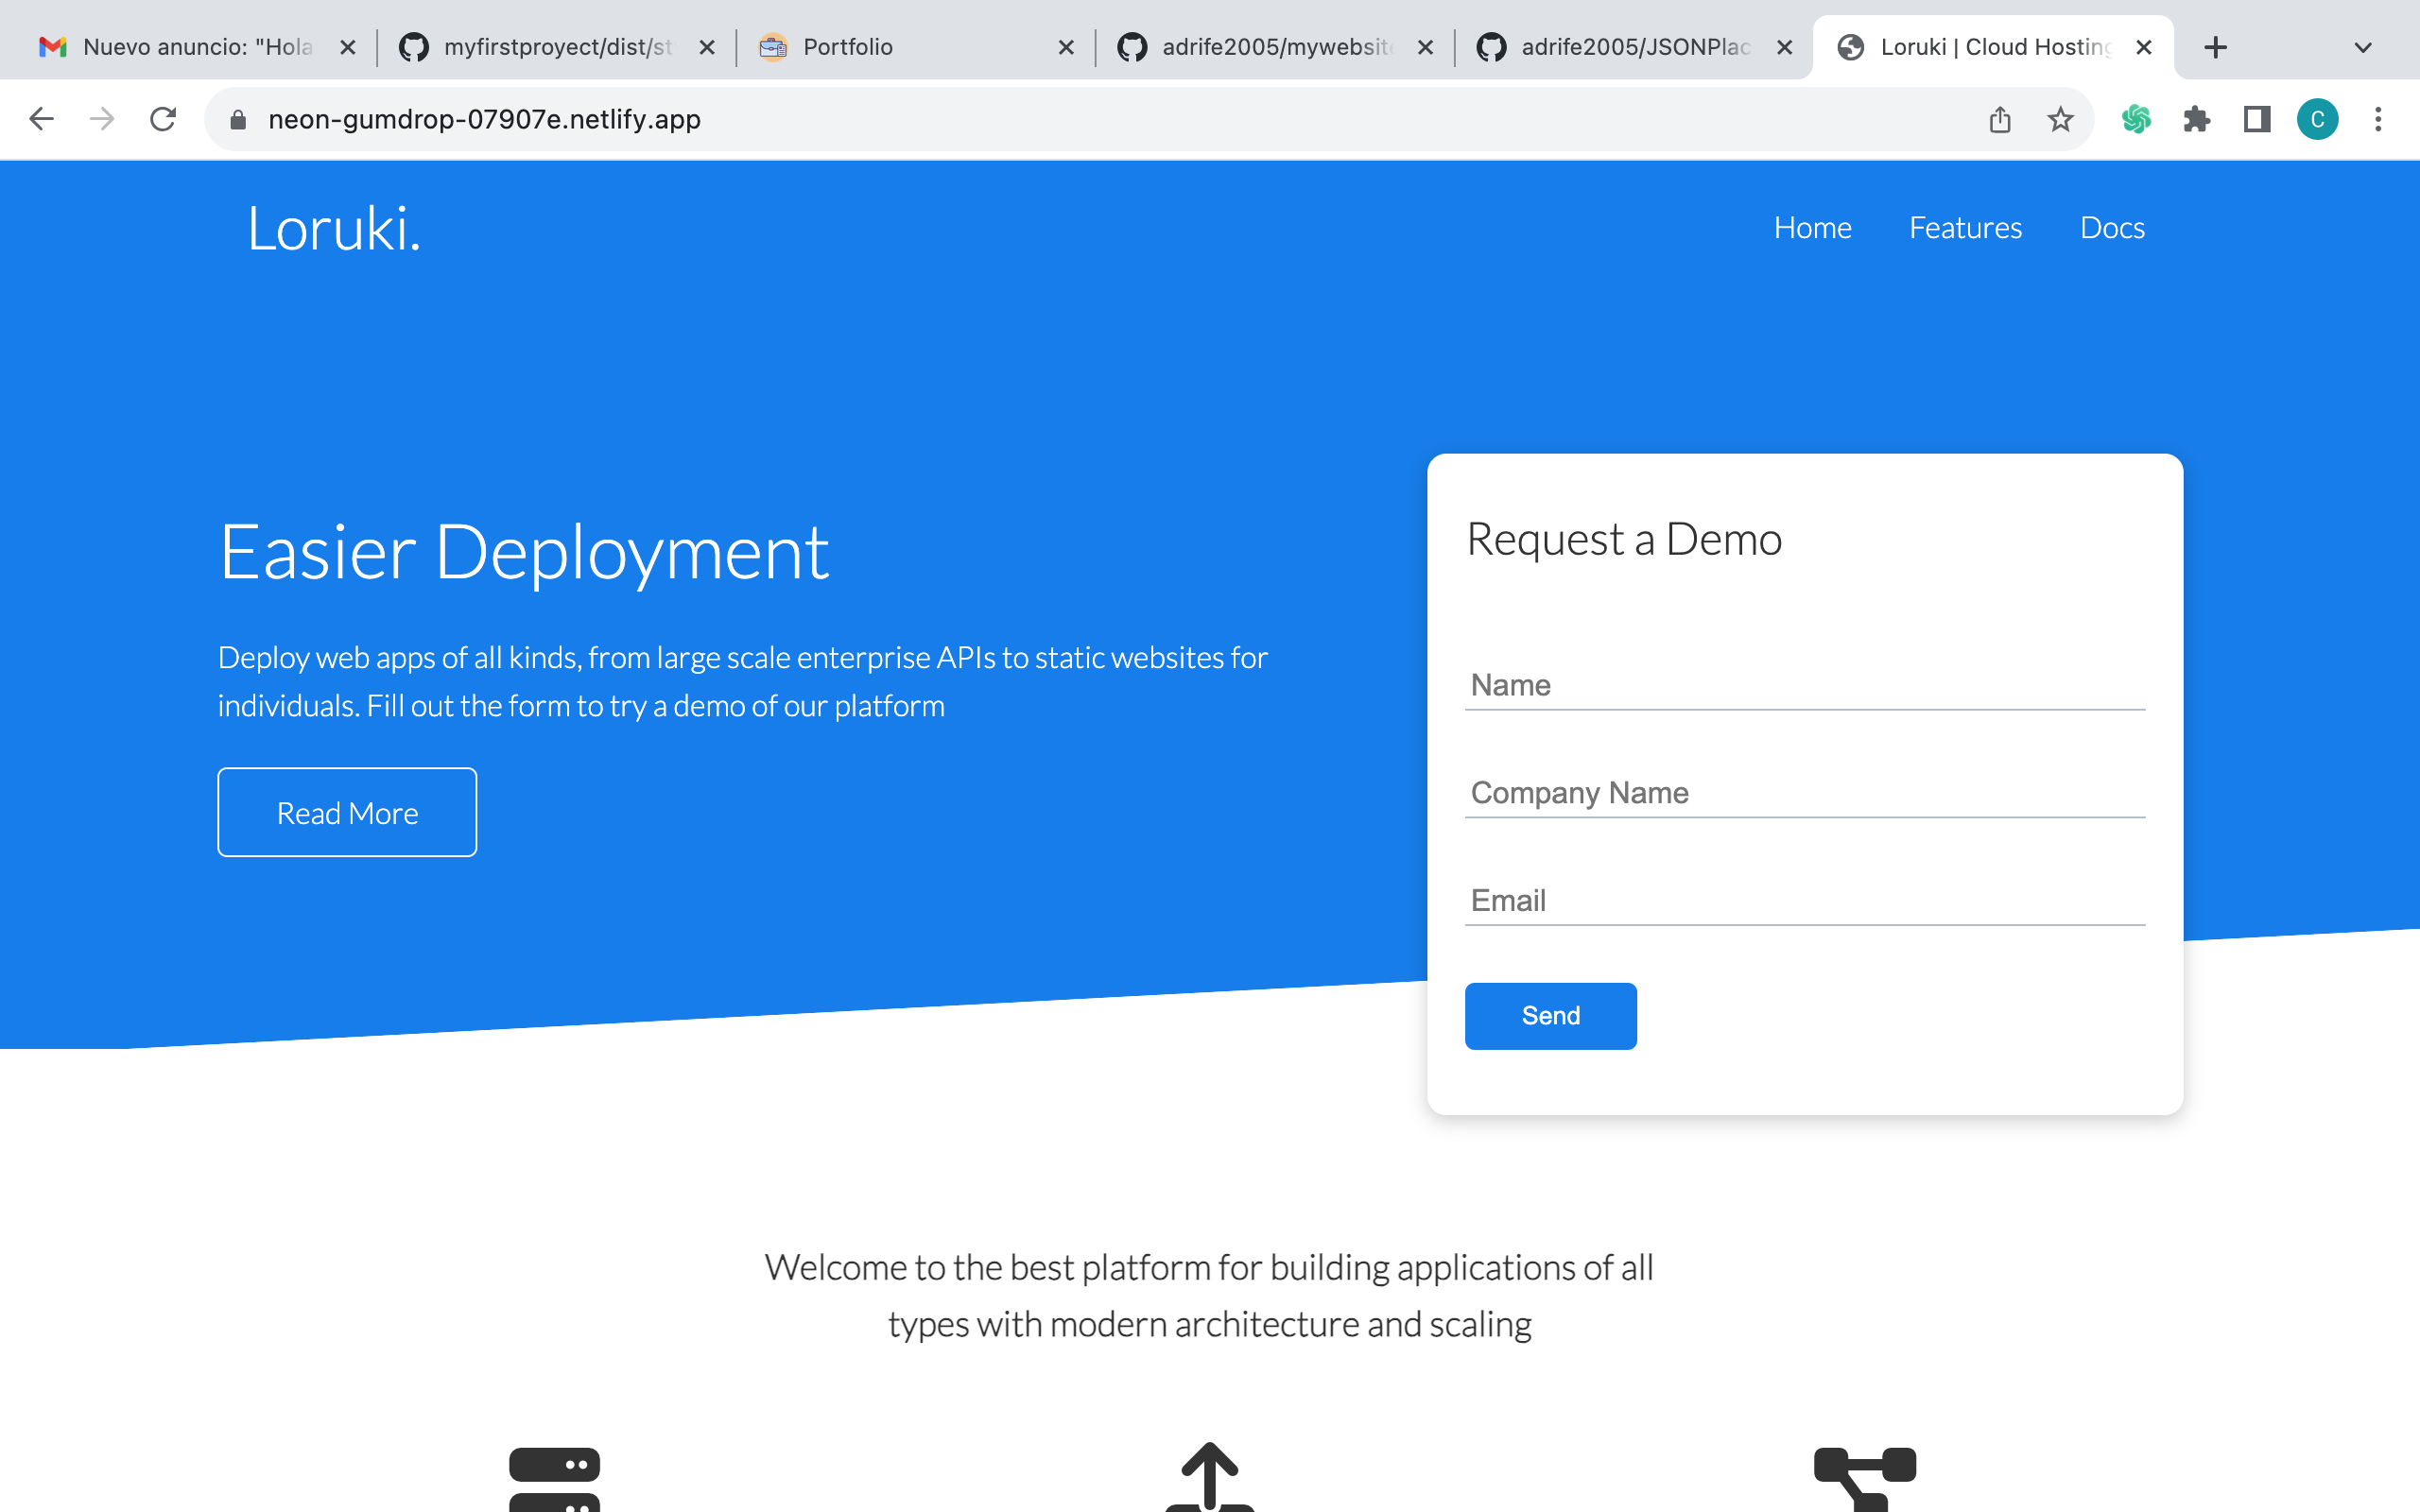 Nuevo anuncio: "Hola
myfirstproyect/dist/st
Portfolio
adrife2005/mywebsite
adrife2005/JSONPlac
Loruki | Cloud Hosting
neon-gumdrop-07907e.netlify.app
C
Loruki.
Home Features Docs
Easier Deployment
Deploy web apps of all kinds, from large scale enterprise APIs to static websites for
individuals. Fill out the form to try a demo of our platform
Read More
Request a Demo
Name
Company Name
Email
Send
Welcome to the best platform for building applications of all
types with modern architecture and scaling